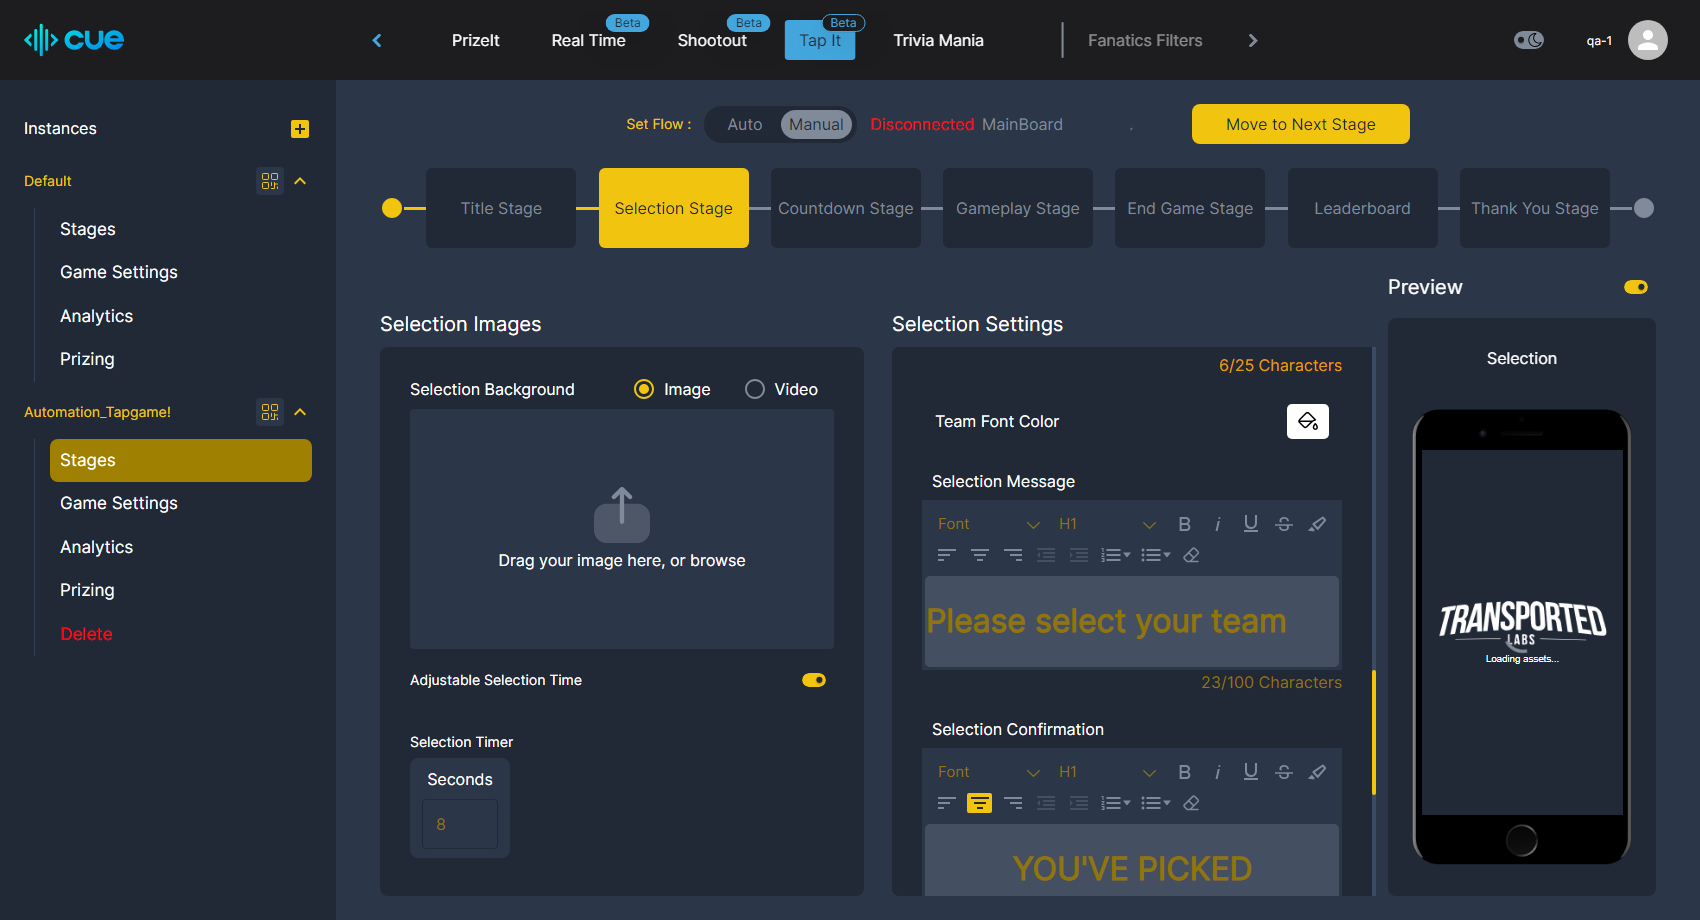 cue
PrizeIt
Real Time
Beta
Shootout
Beta
Tap It
Beta
Trivia Mania
Fanatics Filters
qa-1
Instances
Default
Stages
Game Settings
Analytics
Prizing
Automation_Tapgame!
Stages
Game Settings
Analytics
Prizing
Delete
Set Flow :
Auto
Manual
Disconnected MainBoard
.
Move to Next Stage
Title Stage
Selection Stage
Countdown Stage
Gameplay Stage
End Game Stage
Leaderboard
Thank You Stage
Selection Images
Selection Background
Image
Video
Drag your image here, or browse
Adjustable Selection Time
Selection Timer
Seconds
8
Selection Settings
6/25 Characters
Team Font Color
Selection Message
Font
H1
B i U S
Please select your team
23/100 Characters
Selection Confirmation
Font
H1
B i U S
YOU'VE PICKED
Preview
Selection
TRANSPORTED
LABS
Loading assets...